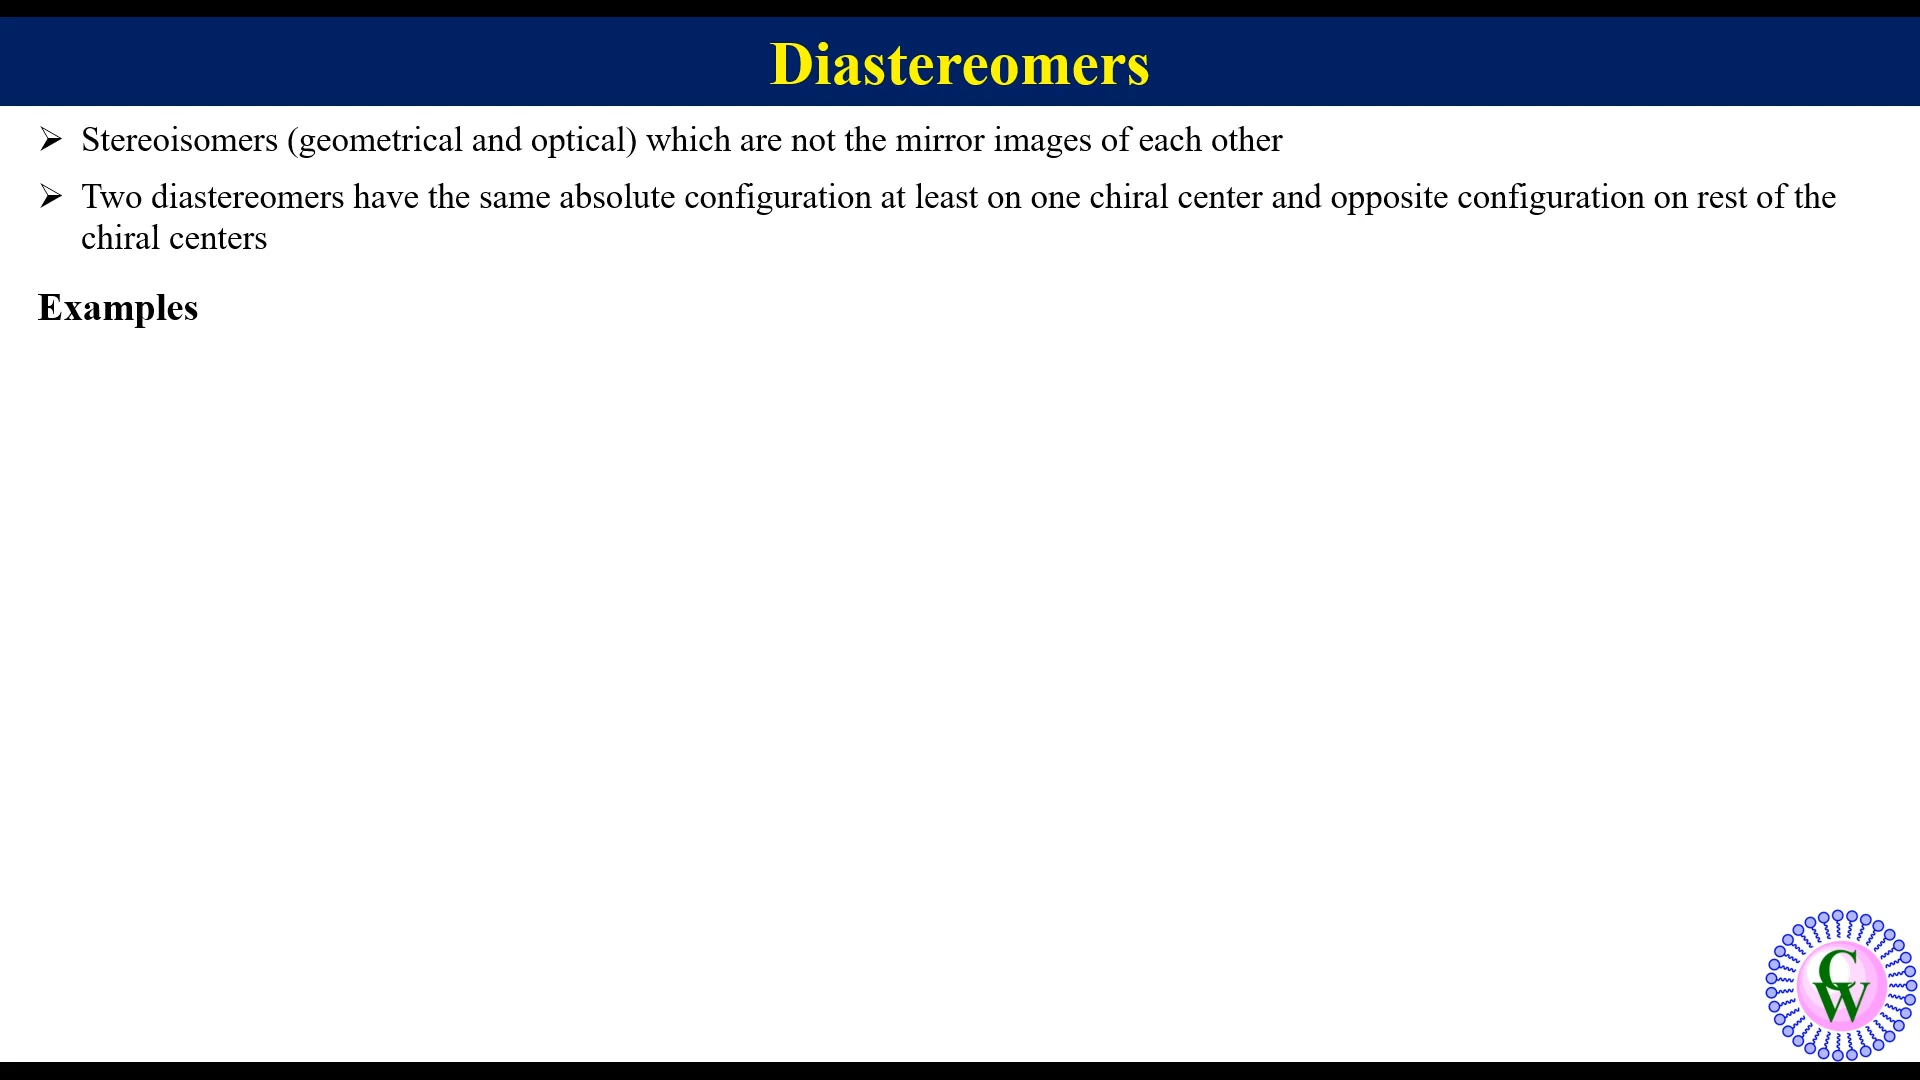 Diastereomers
➢ Stereoisomers (geometrical and optical) which are not the mirror images of each other
➢ Two diastereomers have the same absolute configuration at least on one chiral center and opposite configuration on rest of the
chiral centers
Examples
CW